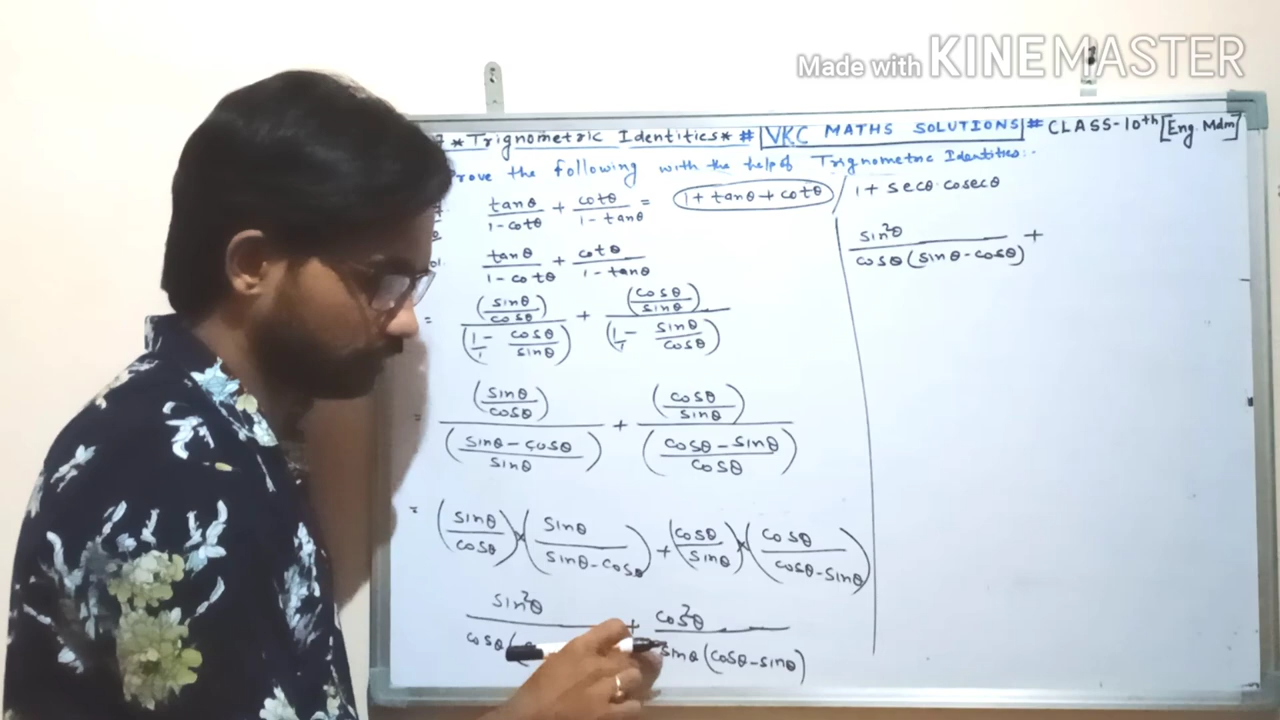 Made with KINEMASTER
7 * Trignometric Identities * # VKC MATHS SOLUTIONS # CLASS-10th [Eng. Mdm]
Prove the following with the help of Trignometric Identities:-
tanθ/(1-cotθ) + cotθ/(1-tanθ) = 1+tanθ+cotθ / 1+secθ·cosecθ
ol. tanθ/(1-cotθ) + cotθ/(1-tanθ)
= (sinθ/cosθ)/(1/1 - cosθ/sinθ) + (cosθ/sinθ)/(1/1 - sinθ/cosθ)
= (sinθ/cosθ)/((sinθ-cosθ)/sinθ) + (cosθ/sinθ)/((cosθ-sinθ)/cosθ)
= (sinθ/cosθ)×(sinθ/(sinθ-cosθ)) + (cosθ/sinθ)×(cosθ/(cosθ-sinθ))
sin²θ/cosθ( + cos²θ/sinθ(cosθ-sinθ)
sin²θ/cosθ(sinθ-cosθ) +